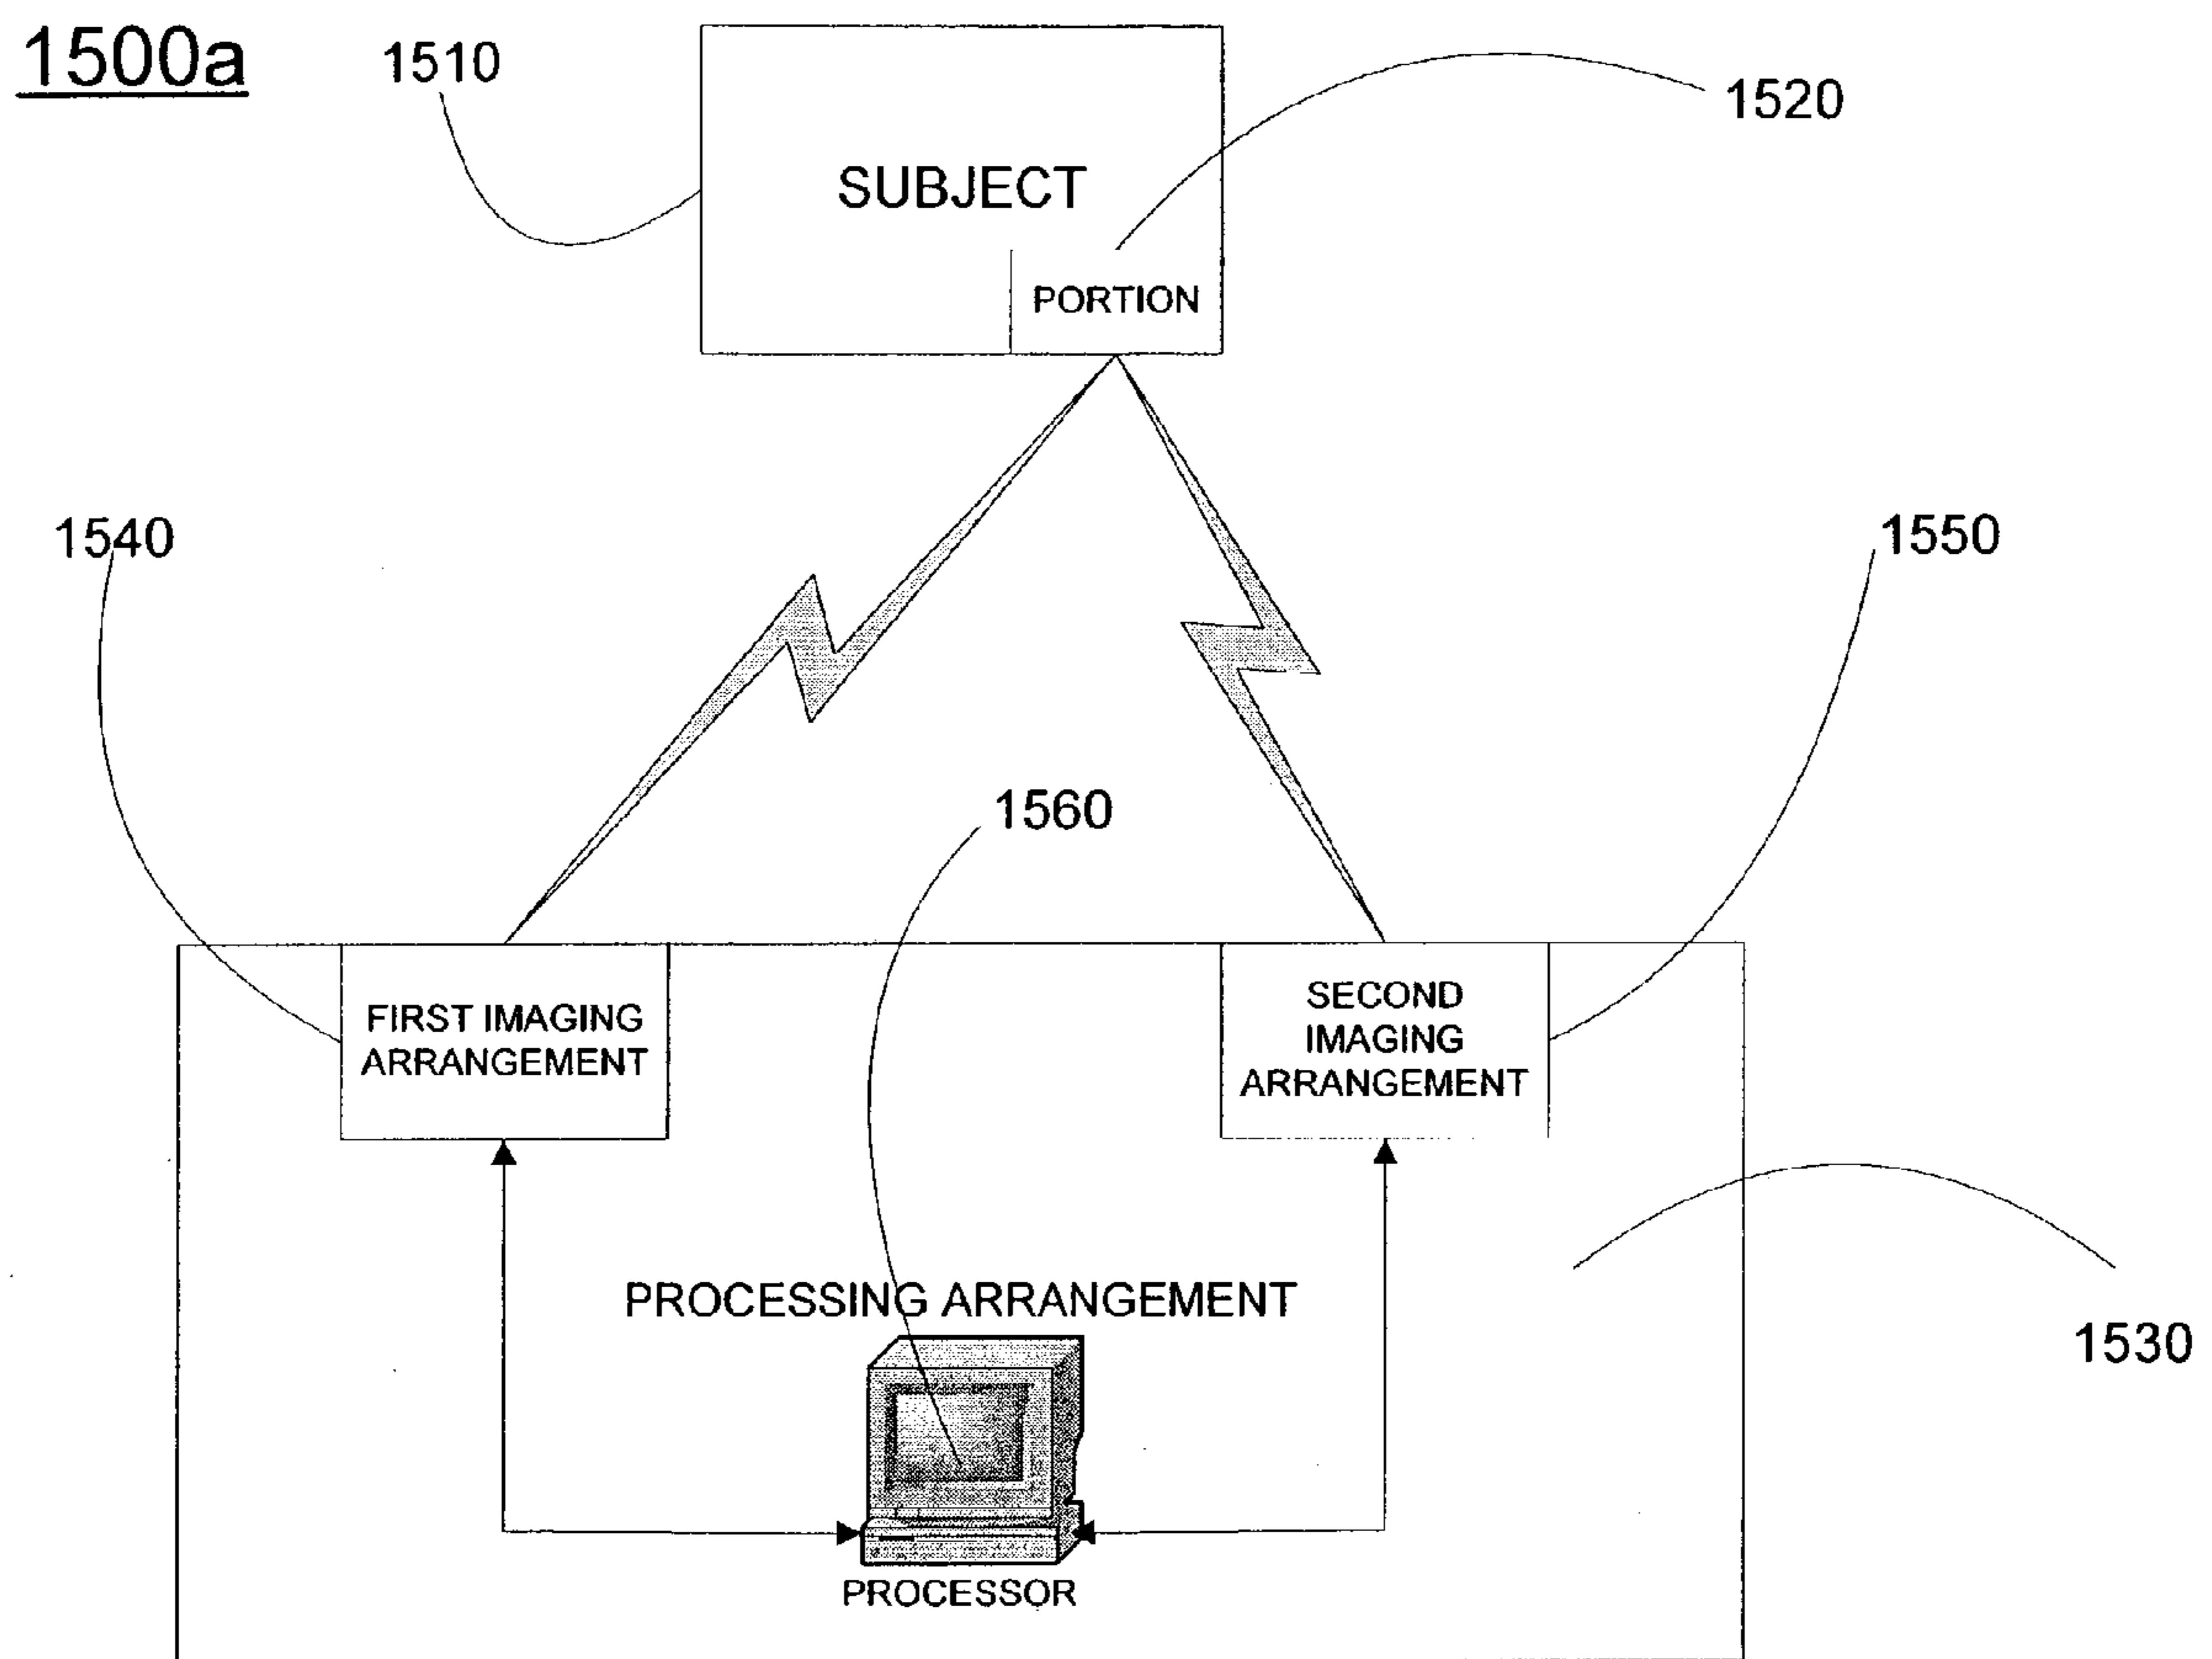 1500a
1510
1520
SUBJECT
PORTION
1540
1550
1560
FIRST IMAGING
ARRANGEMENT
SECOND
IMAGING
ARRANGEMENT
PROCESSING ARRANGEMENT
1530
PROCESSOR